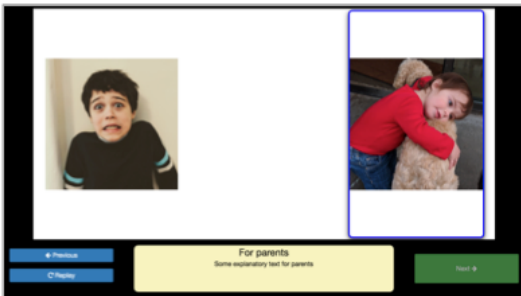 ← Previous
↻ Replay
For parents
Some explanatory text for parents
Next →